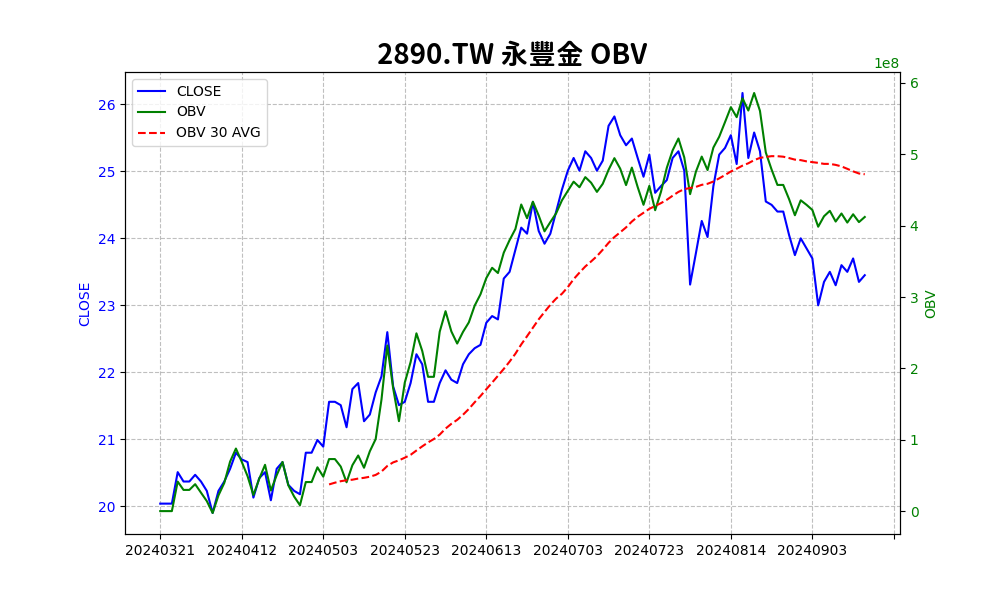 2890.TW 永豐金 OBV
1e8
CLOSE
OBV
OBV 30 AVG
26
25
24
23
22
21
20
CLOSE
6
5
4
3
2
1
0
OBV
20240321 20240412 20240503 20240523 20240613 20240703 20240723 20240814 20240903